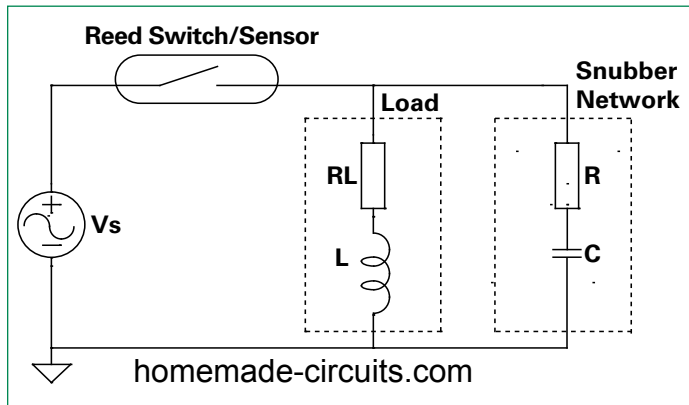 Reed Switch/Sensor
Snubber
Network
Load
RL
R
Vs
L
C
homemade-circuits.com